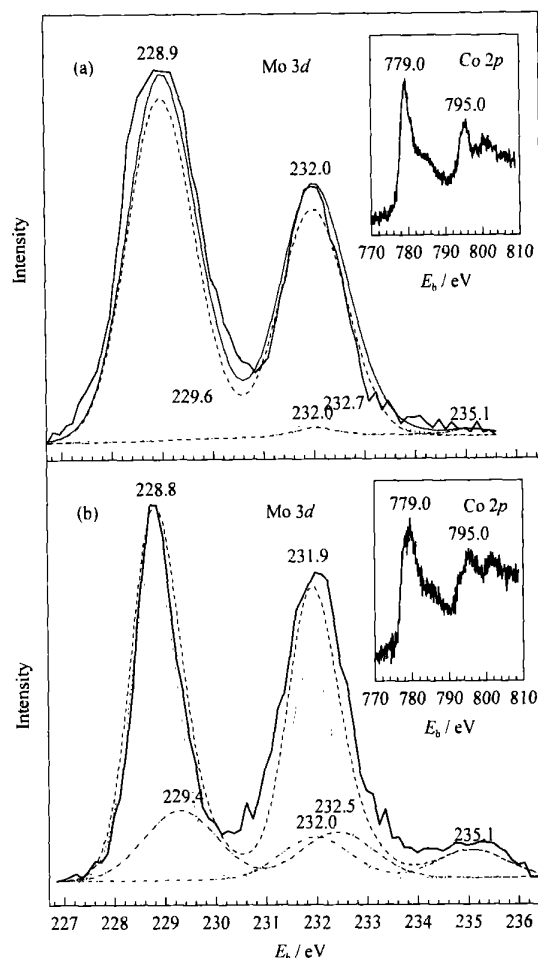 (a)
228.9
Mo 3d
232.0
229.6
232.0
232.7
235.1
Intensity
779.0
Co 2p
795.0
770 780 790 800 810
E_b / eV
(b)
228.8
Mo 3d
231.9
229.4
232.5
232.0
235.1
Intensity
779.0
Co 2p
795.0
770 780 790 800 810
E_b / eV
227 228 229 230 231 232 233 234 235 236
E_b / eV